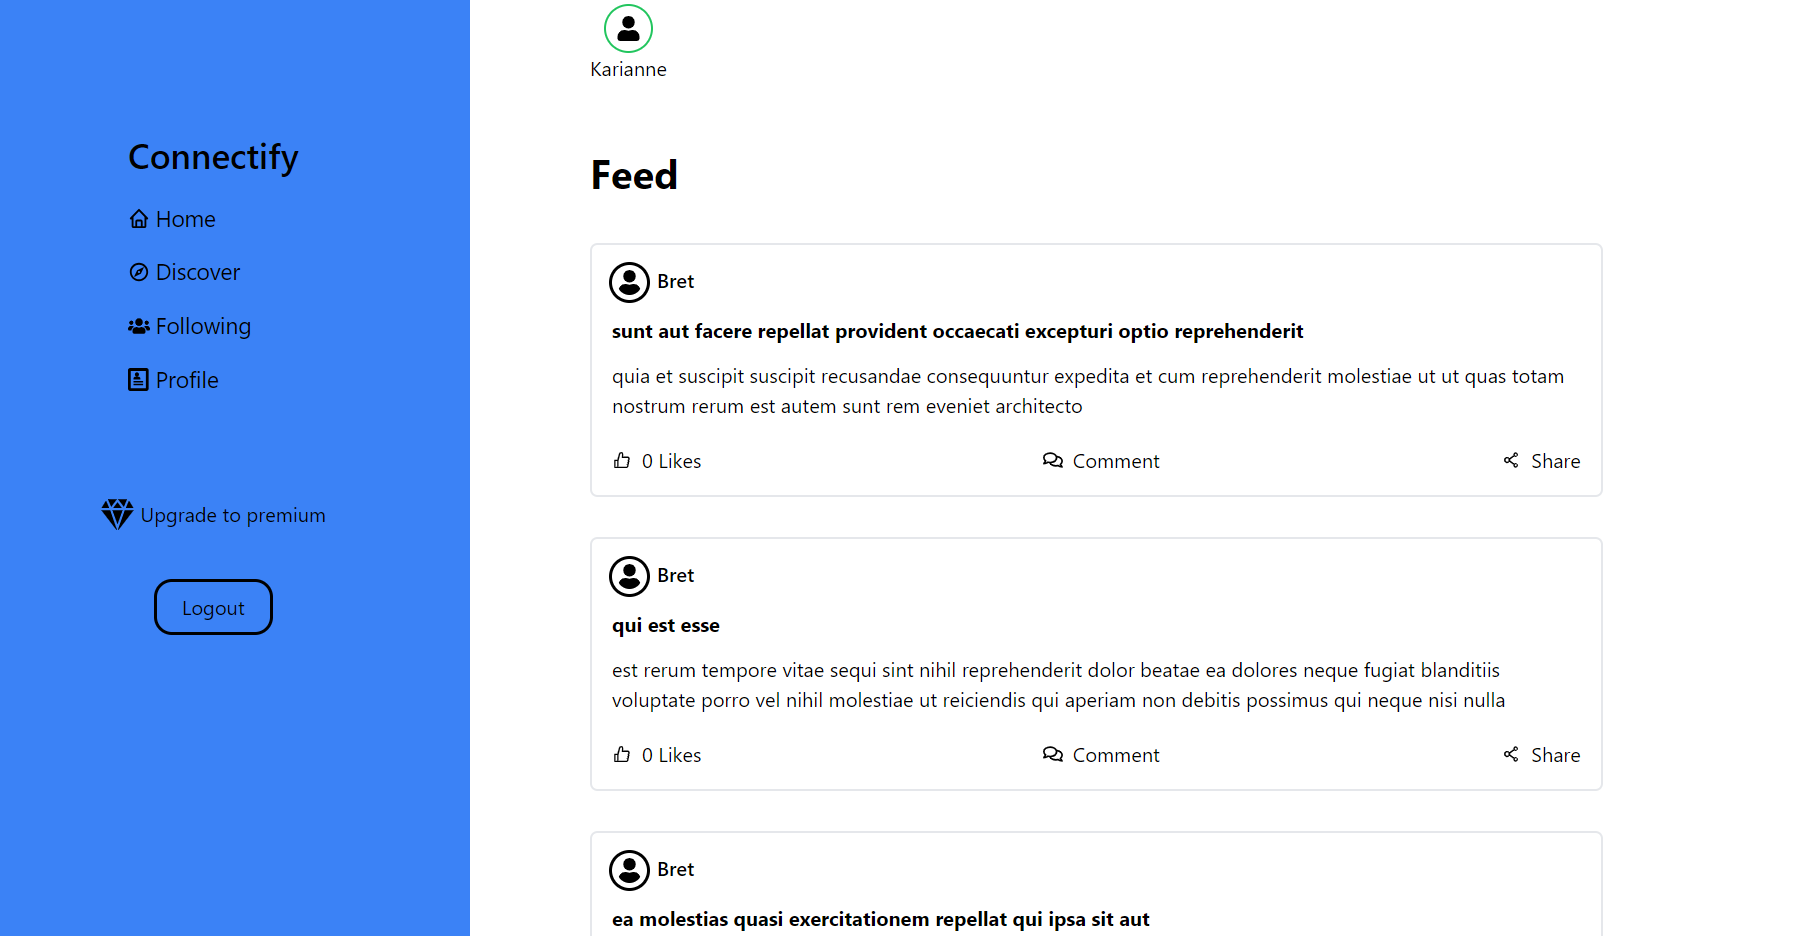 Connectify
Home
Discover
Following
Profile
Upgrade to premium
Logout
Karianne
Feed
Bret
sunt aut facere repellat provident occaecati excepturi optio reprehenderit
quia et suscipit suscipit recusandae consequuntur expedita et cum reprehenderit molestiae ut ut quas totam
nostrum rerum est autem sunt rem eveniet architecto
0 Likes Comment Share
Bret
qui est esse
est rerum tempore vitae sequi sint nihil reprehenderit dolor beatae ea dolores neque fugiat blanditiis
voluptate porro vel nihil molestiae ut reiciendis qui aperiam non debitis possimus qui neque nisi nulla
0 Likes Comment Share
Bret
ea molestias quasi exercitationem repellat qui ipsa sit aut